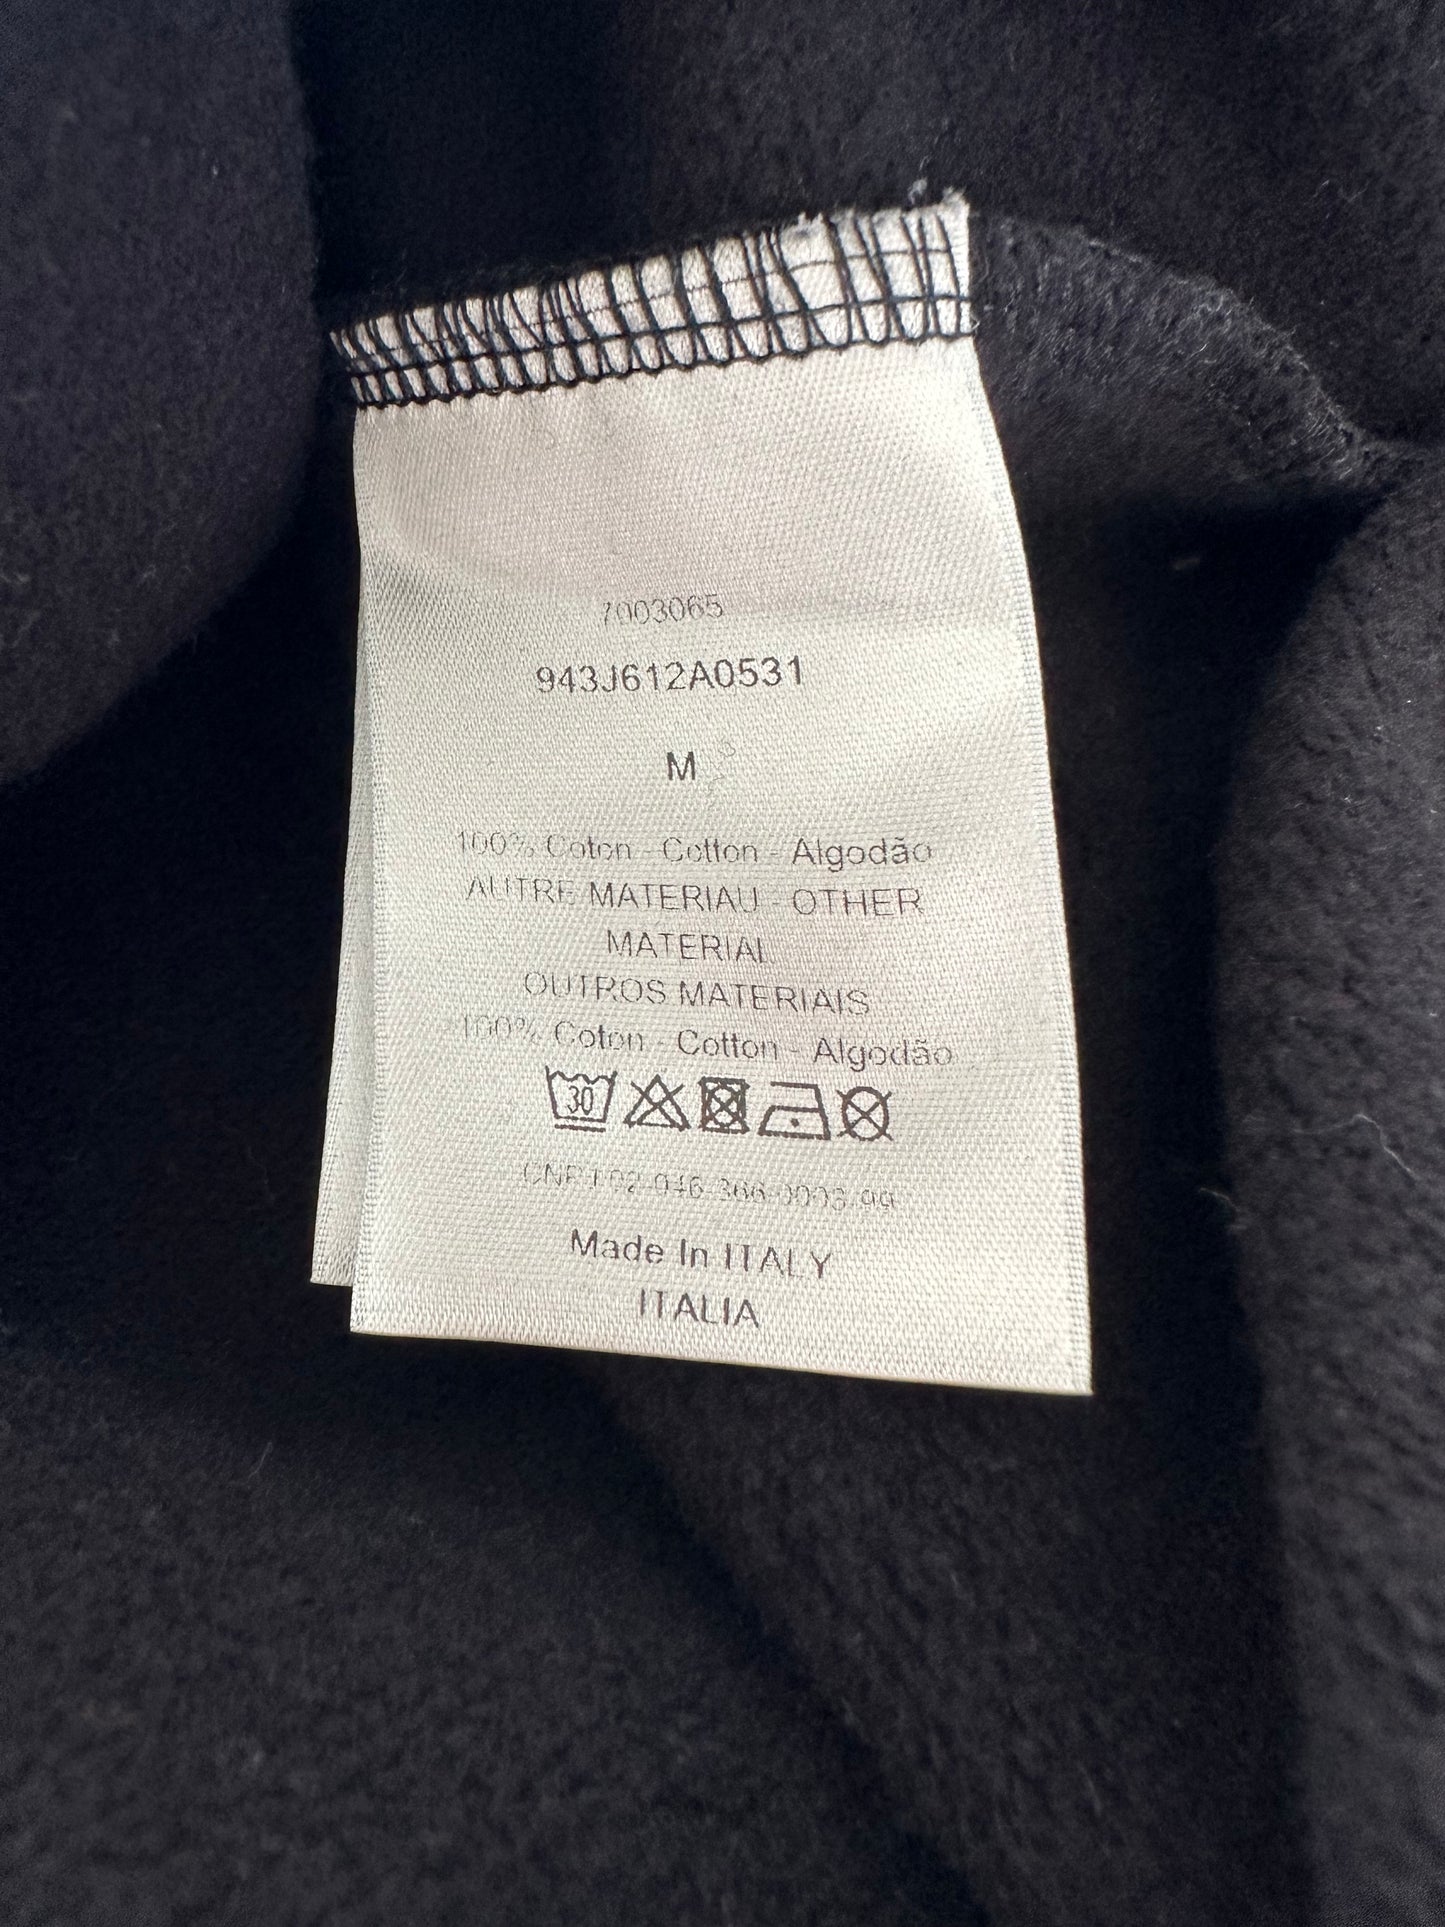 7003065
943J612A0531
M
100% Coton - Cotton - Algodão
AUTRE MATERIAU - OTHER
MATERIAL
OUTROS MATERIAIS
100% Coton - Cotton - Algodão
30
Made In ITALY
ITALIA